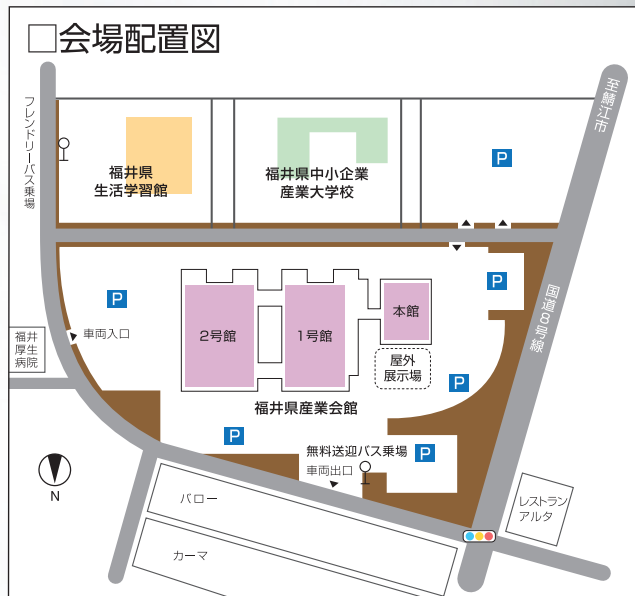 □会場配置図
フレンドリーバス乗場
至鯖江市
福井県
生活学習館
福井県中小企業
産業大学校
P
P
P
国道8号線
車両入口
福井
厚生
病院
2号館
1号館
本館
屋外
展示場
P
福井県産業会館
P
無料送迎バス乗場
P
車両出口
N
バロー
レストラン
アルタ
カーマ